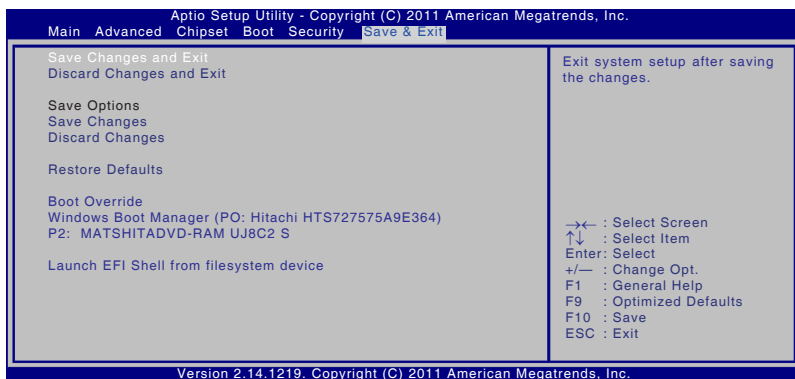 Aptio Setup Utility - Copyright (C) 2011 American Megatrends, Inc.
Main Advanced Chipset Boot Security Save & Exit
Save Changes and Exit
Discard Changes and Exit
Save Options
Save Changes
Discard Changes
Restore Defaults
Boot Override
Windows Boot Manager (PO: Hitachi HTS727575A9E364)
P2: MATSHITADVD-RAM UJ8C2 S
Launch EFI Shell from filesystem device
Exit system setup after saving
the changes.
→← : Select Screen
↑↓ : Select Item
Enter: Select
+/— : Change Opt.
F1 : General Help
F9 : Optimized Defaults
F10 : Save
ESC : Exit
Version 2.14.1219. Copyright (C) 2011 American Megatrends, Inc.